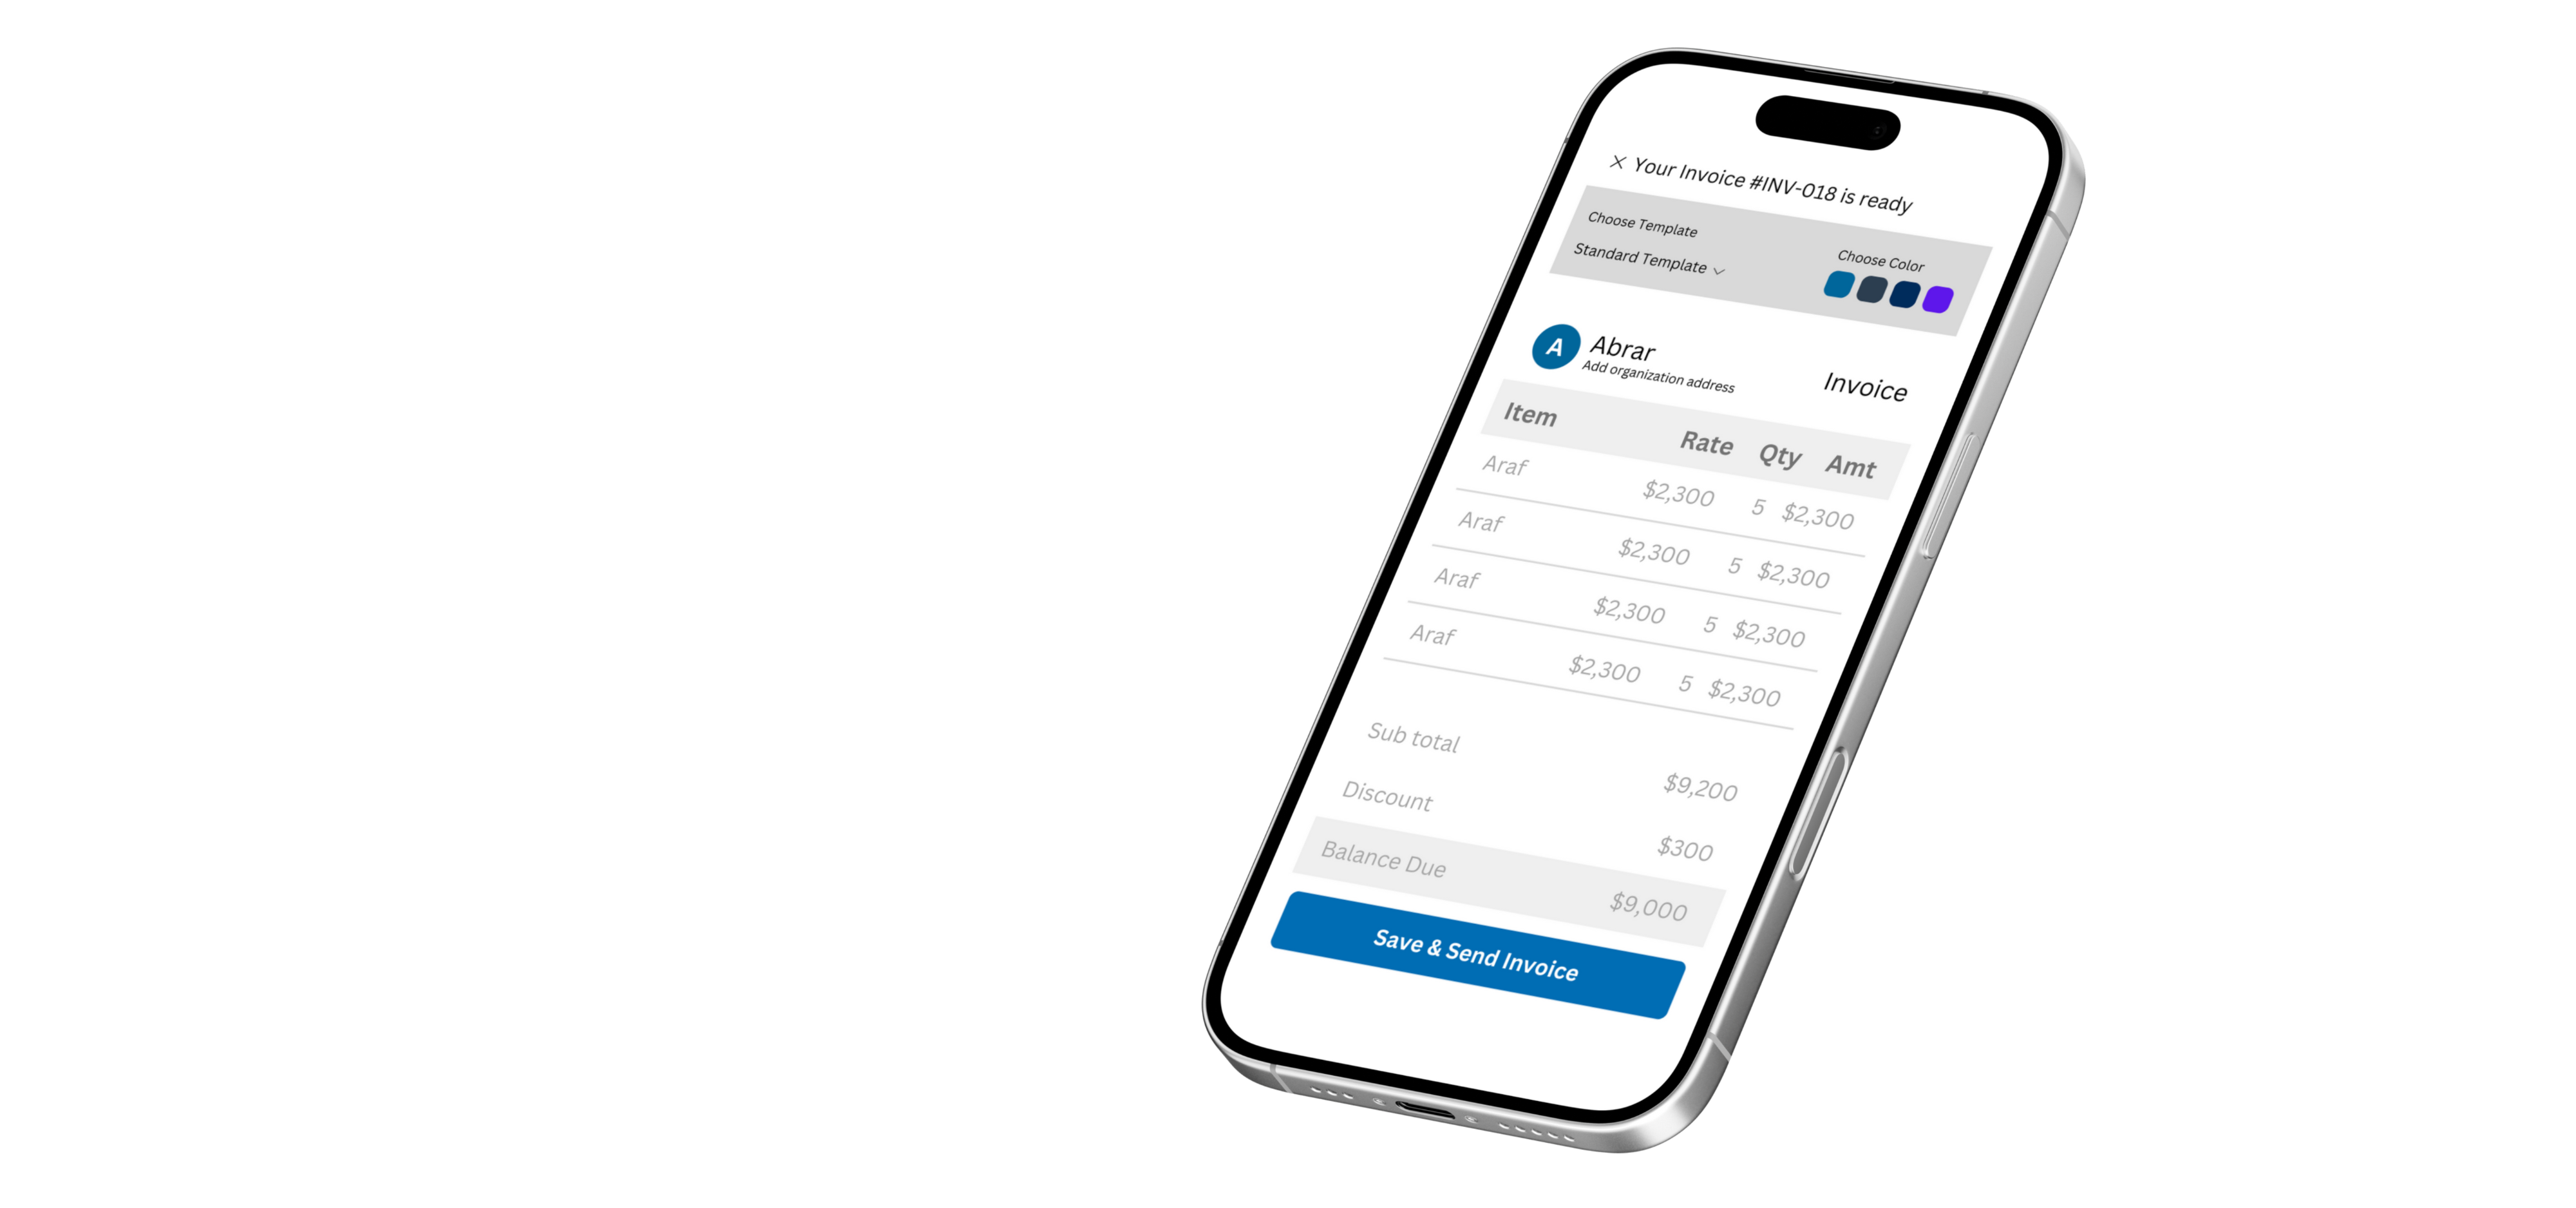 Your Invoice #INV-018 is ready
Choose Template
Choose Color
Standard Template
A
Abrar
Add organization address
Invoice
Item Rate Qty Amt
Araf $2,300 5 $2,300
Araf $2,300 5 $2,300
Araf $2,300 5 $2,300
Araf $2,300 5 $2,300
Sub total $9,200
Discount $300
Balance Due $9,000
Save & Send Invoice